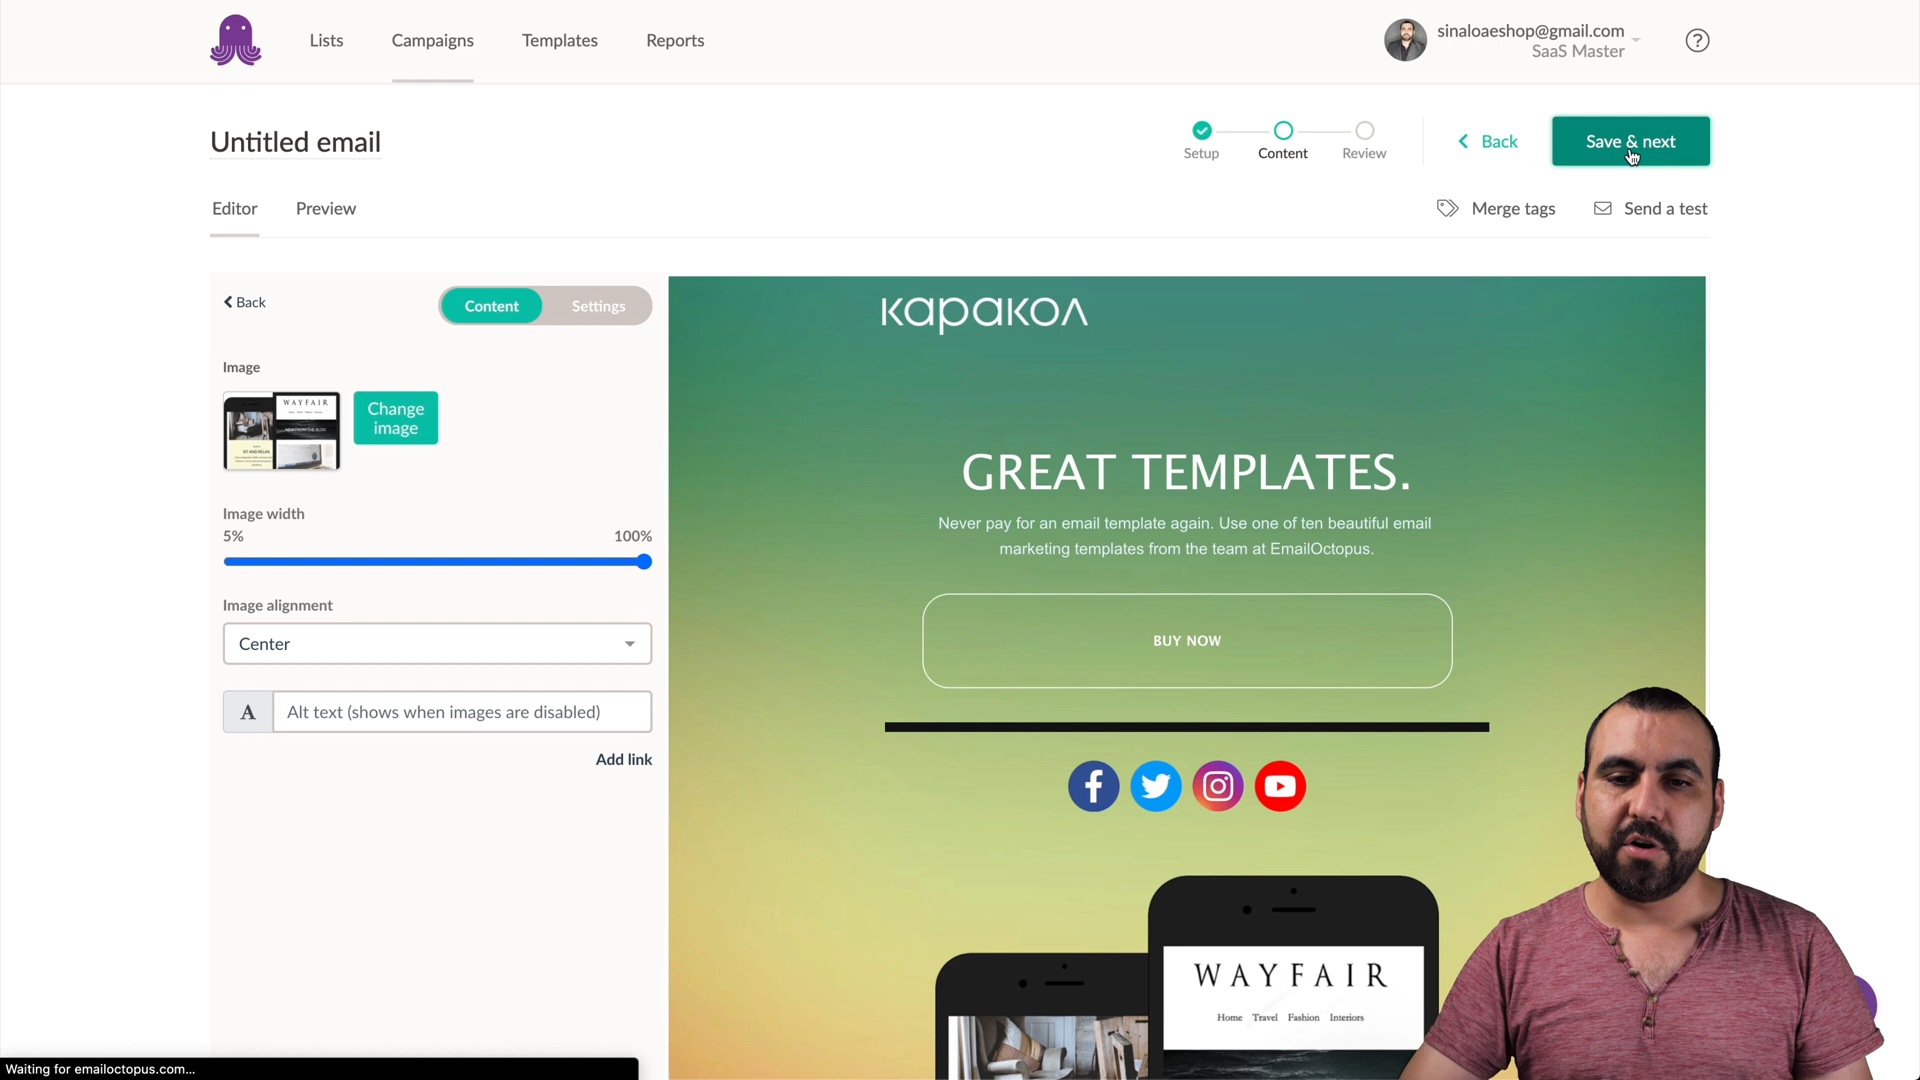 Lists
Campaigns
Templates
Reports
sinaloaeshop@gmail.com
SaaS Master
?
Untitled email
Setup
Content
Review
Back
Save & next
Editor
Preview
Merge tags
Send a test
Back
Content
Settings
Image
WAYFAIR
Change
image
Image width
5%
100%
Image alignment
Center
A
Alt text (shows when images are disabled)
Add link
караколл
GREAT TEMPLATES.
Never pay for an email template again. Use one of ten beautiful email
marketing templates from the team at EmailOctopus.
BUY NOW
WAYFAIR
Home Travel Fashion Interiors
Waiting for emailoctopus.com...